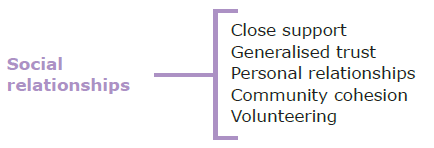 Social
relationships
Close support
Generalised trust
Personal relationships
Community cohesion
Volunteering